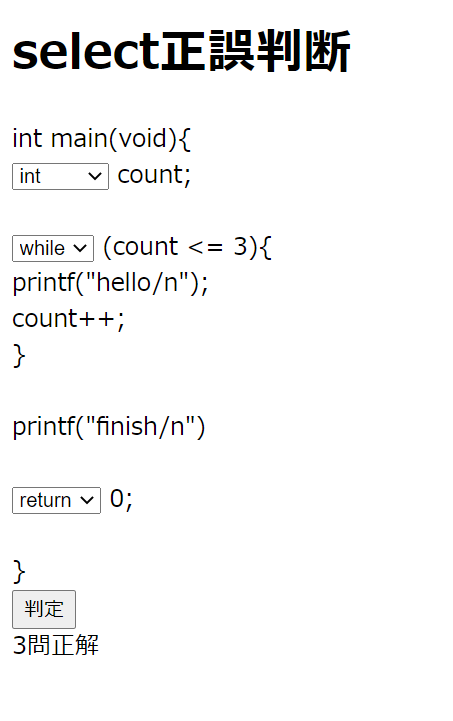 select正誤判断
int main(void){
int count;
while (count <= 3){
printf("hello/n");
count++;
}
printf("finish/n")
return 0;
}
判定
3問正解